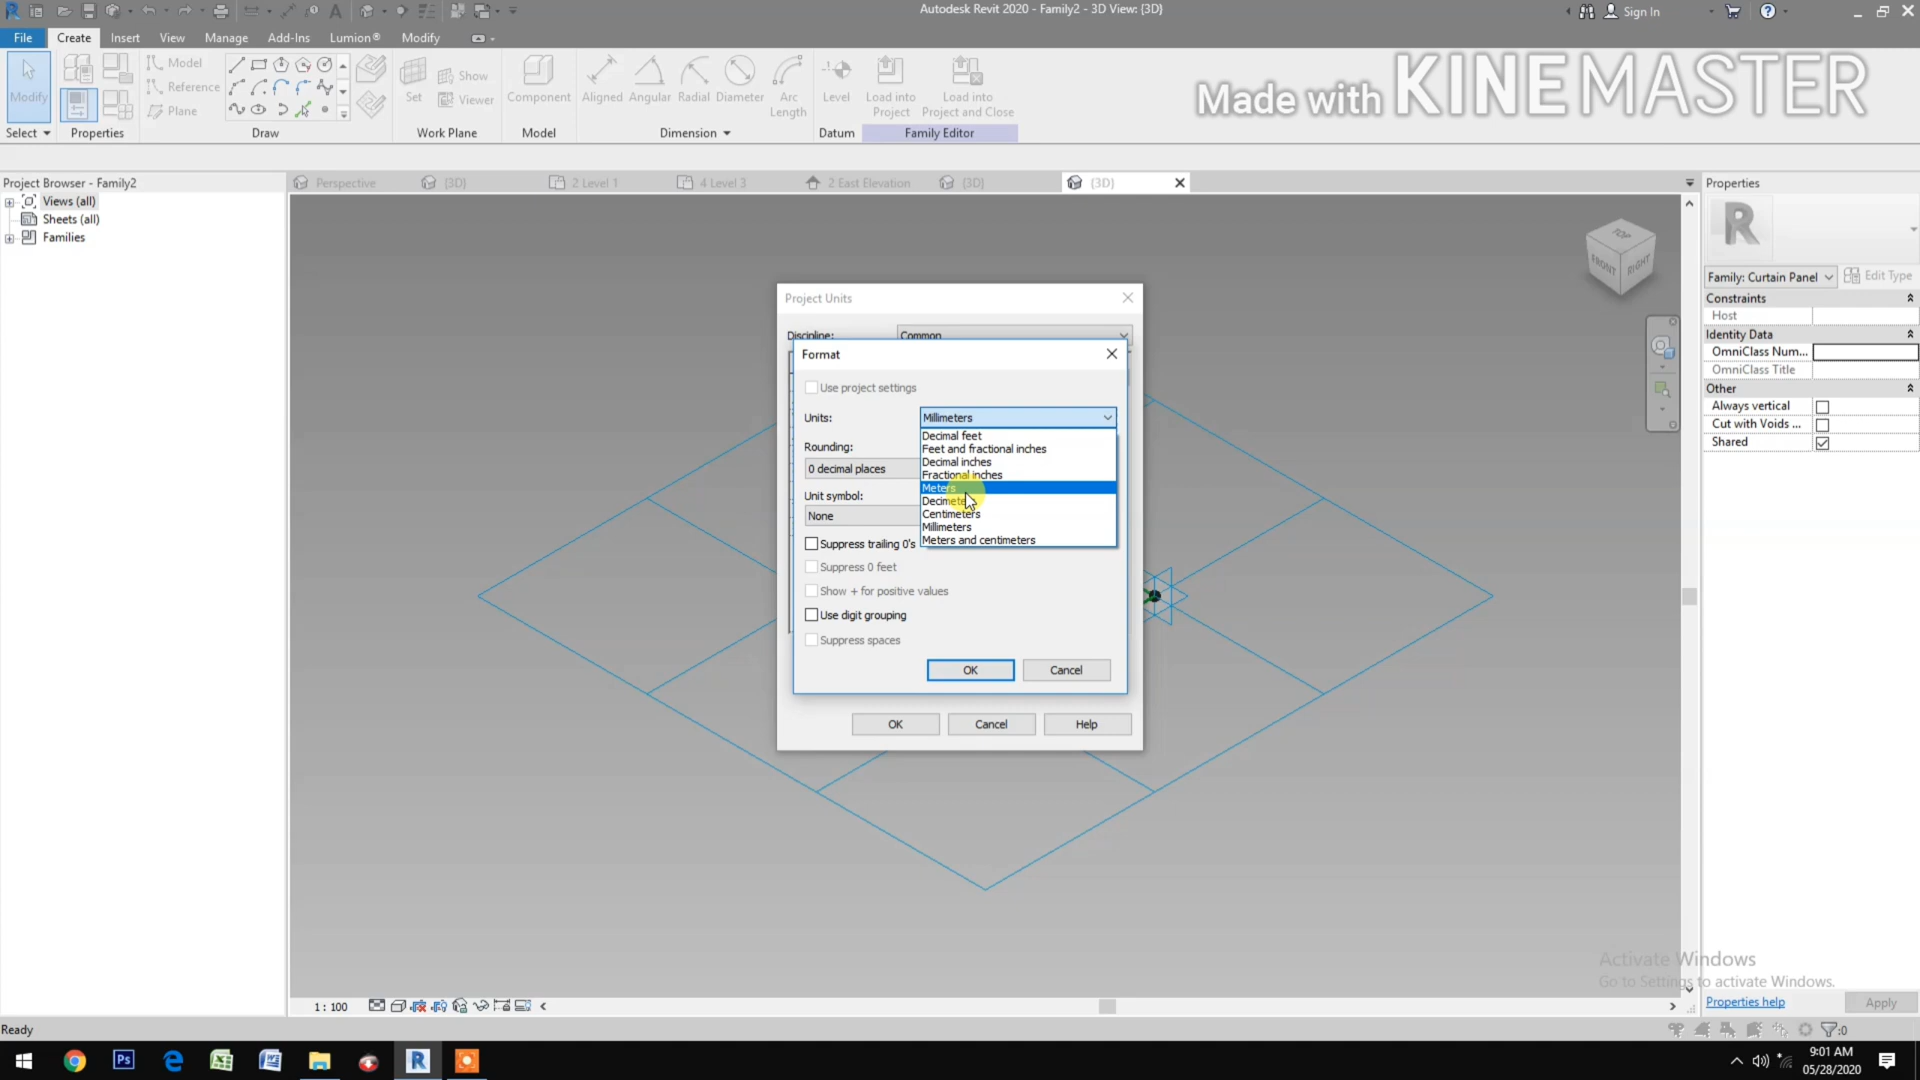 Autodesk Revit 2020 - Family2 - 3D View: {3D}
Sign In
File Create Insert View Manage Add-Ins Lumion® Modify
Modify
Model
Reference
Plane
Set
Show
Viewer
Component
Aligned Angular Radial Diameter Arc Length
Level
Load into Project
Load into Project and Close
Select Properties Draw Work Plane Model Dimension Datum Family Editor
Made with KINEMASTER
Project Browser - Family2
Views (all)
Sheets (all)
Families
Perspective {3D} 2 Level 1 4 Level 3 2 East Elevation {3D} {3D}
TOP
FRONT
RIGHT
Project Units
Discipline: Common
Format
Use project settings
Units: Millimeters
Decimal feet
Feet and fractional inches
Decimal inches
Fractional inches
Meters
Decimeters
Centimeters
Millimeters
Meters and centimeters
Rounding:
0 decimal places
Unit symbol:
None
Suppress trailing 0's
Suppress 0 feet
Show + for positive values
Use digit grouping
Suppress spaces
OK Cancel
OK Cancel Help
Properties
Family: Curtain Panel Edit Type
Constraints
Host
Identity Data
OmniClass Num...
OmniClass Title
Other
Always vertical
Cut with Voids ...
Shared
Activate Windows
Go to Settings to activate Windows.
Properties help Apply
1 : 100
Ready
:0
9:01 AM
05/28/2020